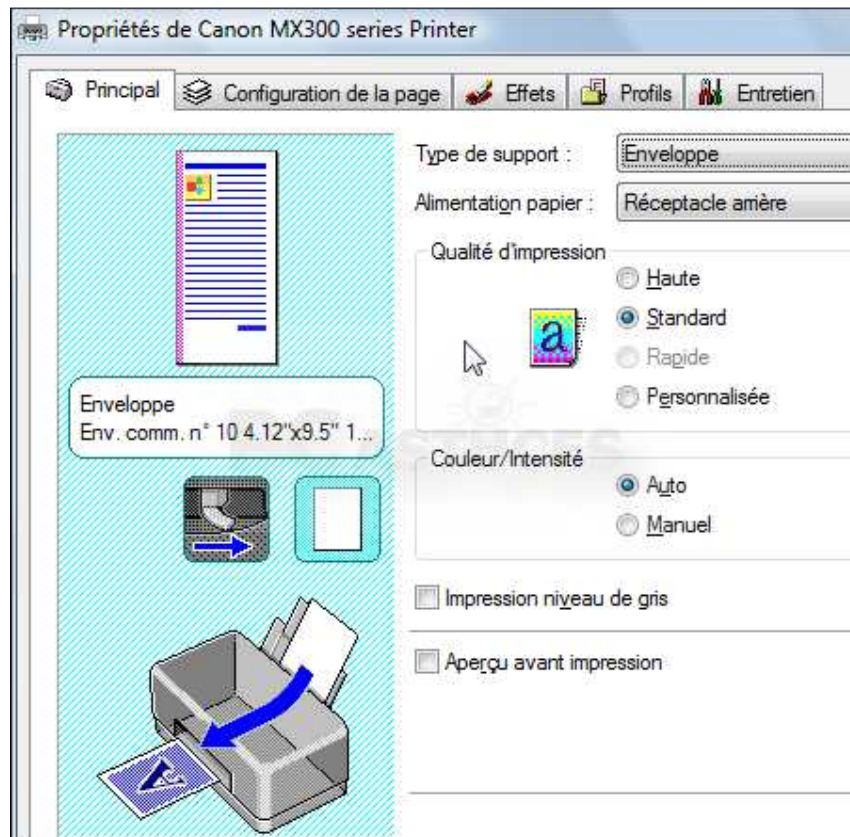 Propriétés de Canon MX300 series Printer
Principal Configuration de la page Effets Profils Entretien
Type de support : Enveloppe
Alimentation papier : Réceptacle arrière
Qualité d'impression
Haute
a Standard
Rapide
Personnalisée
Enveloppe
Env. comm. n° 10 4.12"x9.5" 1...
ASTUCES
Couleur/Intensité
Auto
Manuel
Impression niveau de gris
Aperçu avant impression
A